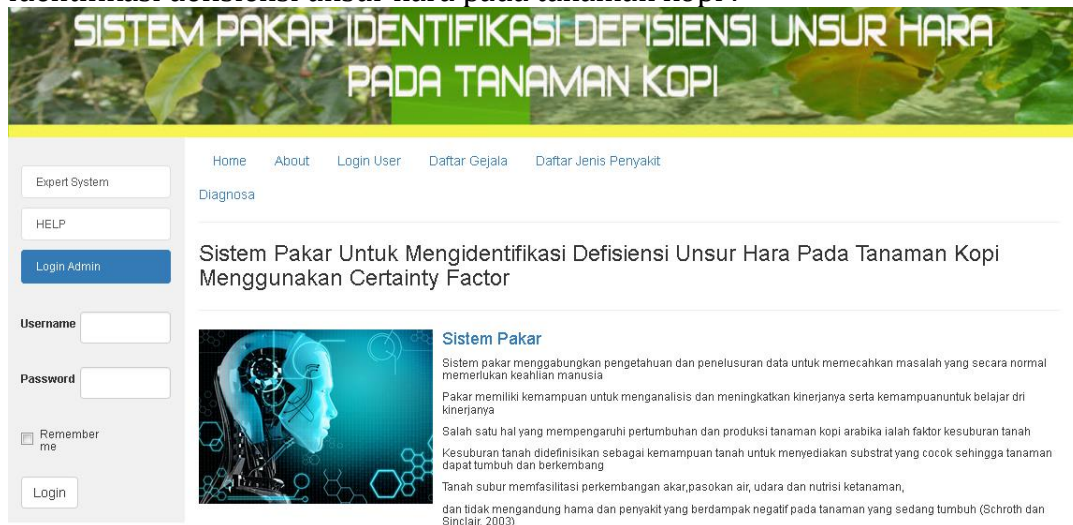 identifikasi defisiensi unsur hara pada tanaman kopi :
SISTEM PAKAR IDENTIFIKASI DEFISIENSI UNSUR HARA
PADA TANAMAN KOPI
Expert System
HELP
Login Admin
Username
Password
Remember
me
Login
Home About Login User Daftar Gejala Daftar Jenis Penyakit
Diagnosa
Sistem Pakar Untuk Mengidentifikasi Defisiensi Unsur Hara Pada Tanaman Kopi
Menggunakan Certainty Factor
Sistem Pakar
Sistem pakar menggabungkan pengetahuan dan penelusuran data untuk memecahkan masalah yang secara normal
memerlukan keahlian manusia
Pakar memiliki kemampuan untuk menganalisis dan meningkatkan kinerjanya serta kemampuanuntuk belajar dri
kinerjanya
Salah satu hal yang mempengaruhi pertumbuhan dan produksi tanaman kopi arabika ialah faktor kesuburan tanah
Kesuburan tanah didefinisikan sebagai kemampuan tanah untuk menyediakan substrat yang cocok sehingga tanaman
dapat tumbuh dan berkembang
Tanah subur memfasilitasi perkembangan akar,pasokan air, udara dan nutrisi ketanaman,
dan tidak mengandung hama dan penyakit yang berdampak negatif pada tanaman yang sedang tumbuh (Schroth dan
Sinclair, 2003)